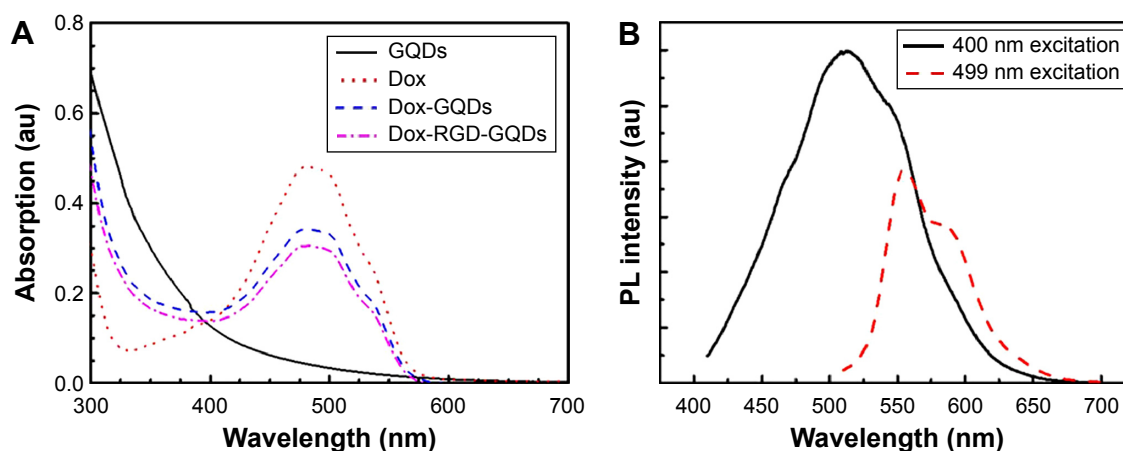 A
Absorption (au)
0.8
0.6
0.4
0.2
0.0
300
400
500
600
700
Wavelength (nm)
GQDs
Dox
Dox-GQDs
Dox-RGD-GQDs
B
PL intensity (au)
400
450
500
550
600
650
700
Wavelength (nm)
400 nm excitation
499 nm excitation